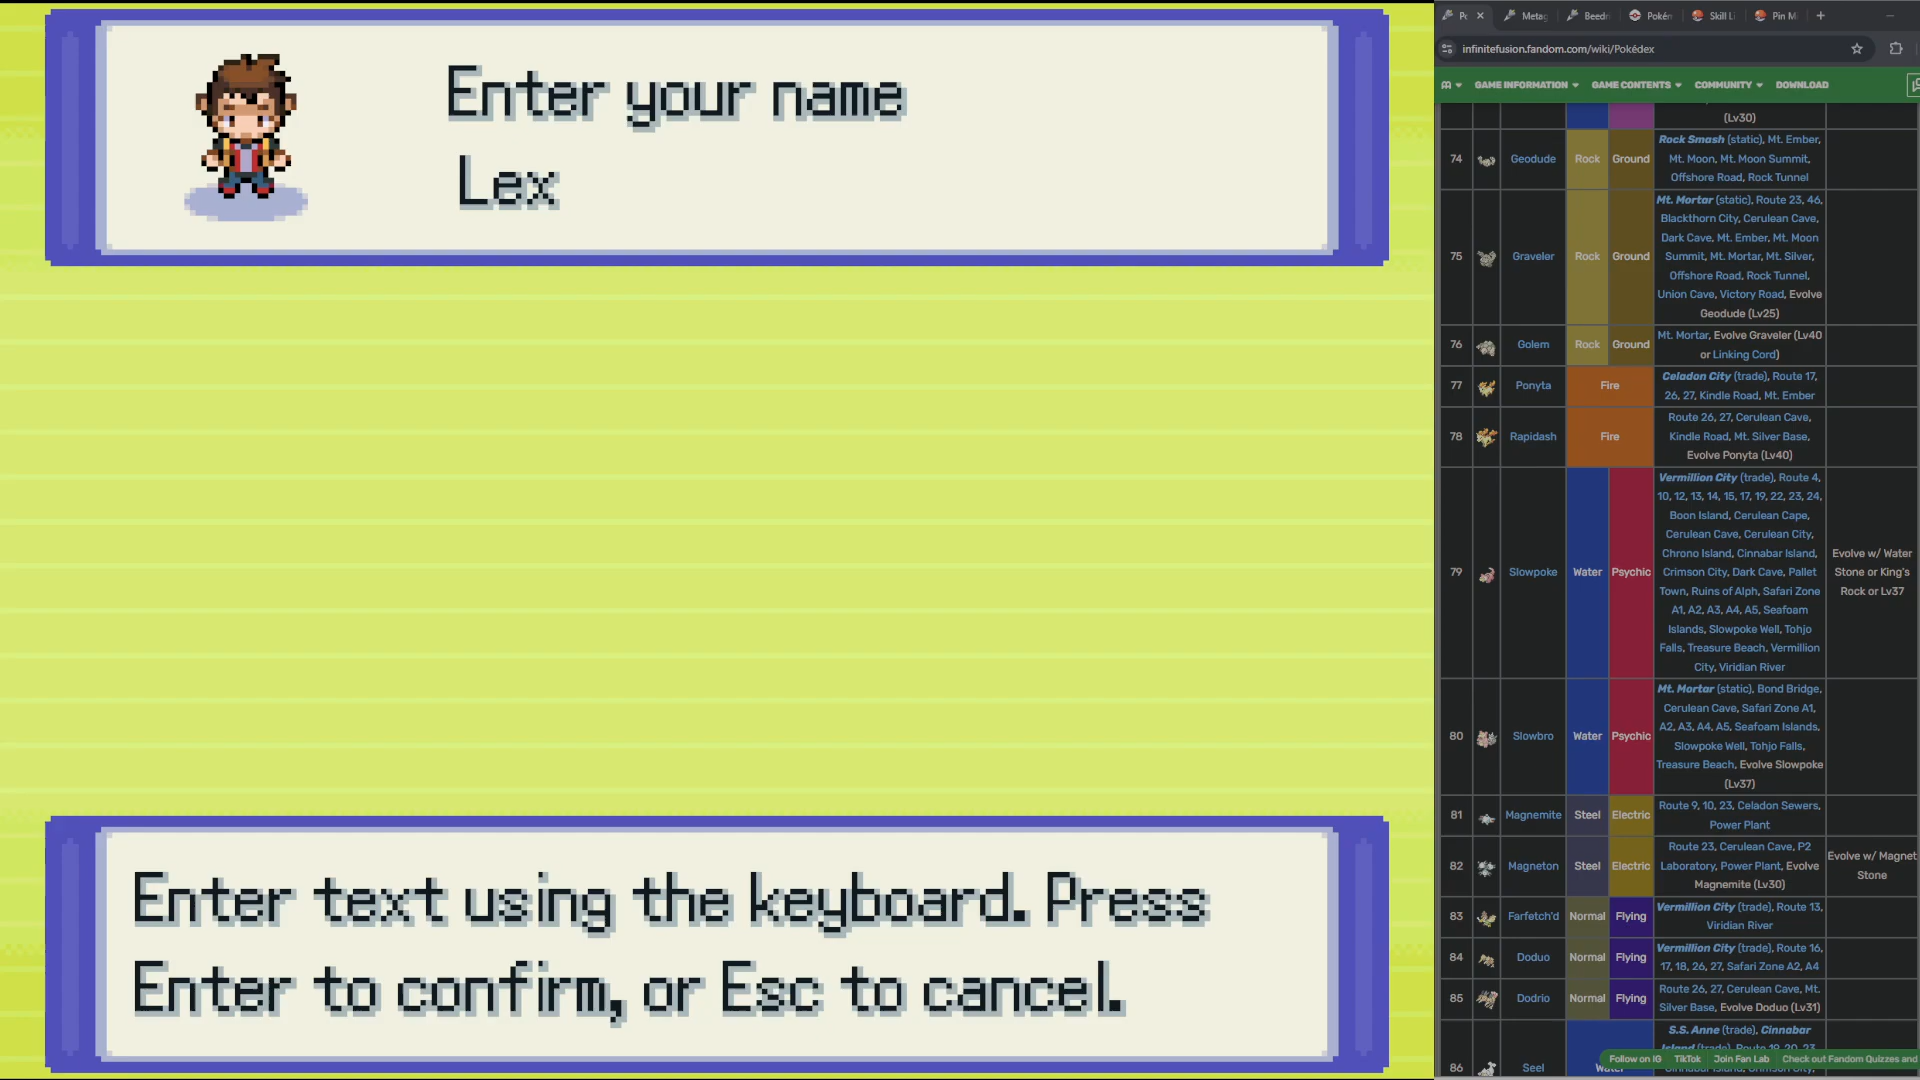 Enter your name
Lex
Enter text using the keyboard. Press
Enter to confirm, or Esc to cancel.
Beedr
Pokém
Skill Li
infinitefusion.fandom.com/wiki/Pokédex
GAME INFORMATION
GAME CONTENTS
COMMUNITY
DOWNLOAD
(Lv30)
74 Geodude Rock Ground
Rock Smash (static), Mt. Ember,
Mt. Moon, Mt. Moon Summit,
Offshore Road, Rock Tunnel
75 Graveler Rock Ground
Mt. Mortar (static), Route 23, 46,
Blackthorn City, Cerulean Cave,
Dark Cave, Mt. Ember, Mt. Moon
Summit, Mt. Mortar, Mt. Silver,
Offshore Road, Rock Tunnel,
Union Cave, Victory Road, Evolve
Geodude (Lv25)
76 Golem Rock Ground
Mt. Mortar, Evolve Graveler (Lv40
or Linking Cord)
77 Ponyta Fire
Celadon City (trade), Route 17,
26, 27, Kindle Road, Mt. Ember
78 Rapidash Fire
Route 26, 27, Cerulean Cave,
Kindle Road, Mt. Silver Base,
Evolve Ponyta (Lv40)
79 Slowpoke Water Psychic
Vermillion City (trade), Route 4,
10, 12, 13, 14, 15, 17, 19, 22, 23, 24,
Boon Island, Cerulean Cape,
Cerulean Cave, Cerulean City,
Chrono Island, Cinnabar Island,
Crimson City, Dark Cave, Pallet
Town, Ruins of Alph, Safari Zone
A1, A2, A3, A4, A5, Seafoam
Islands, Slowpoke Well, Tohjo
Falls, Treasure Beach, Vermillion
City, Viridian River
Evolve w/ Water
Stone or King's
Rock or Lv37
80 Slowbro Water Psychic
Mt. Mortar (static), Bond Bridge,
Cerulean Cave, Safari Zone A1,
A2, A3, A4, A5, Seafoam Islands,
Slowpoke Well, Tohjo Falls,
Treasure Beach, Evolve Slowpoke
(Lv37)
81 Magnemite Steel Electric
Route 9, 10, 23, Celadon Sewers,
Power Plant
82 Magneton Steel Electric
Route 23, Cerulean Cave, P2
Laboratory, Power Plant, Evolve
Magnemite (Lv30)
Evolve w/ Magnet
Stone
83 Farfetch'd Normal Flying
Vermillion City (trade), Route 13,
Viridian River
84 Doduo Normal Flying
Vermillion City (trade), Route 16,
17, 18, 26, 27, Safari Zone A2, A4
85 Dodrio Normal Flying
Route 26, 27, Cerulean Cave, Mt.
Silver Base, Evolve Doduo (Lv31)
86 Seel
S.S. Anne (trade), Cinnabar
Follow on IG TikTok Join Fan Lab Check out Fandom Quizzes and